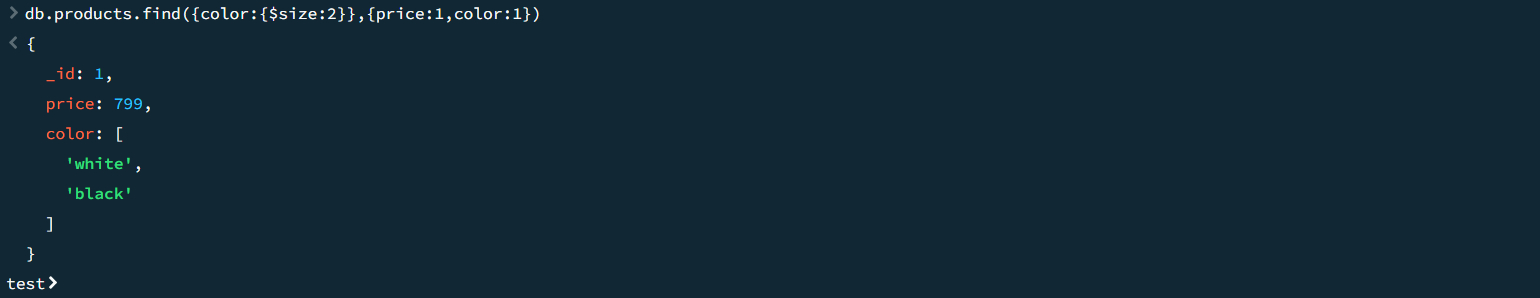 > db.products.find({color:{$size:2}},{price:1,color:1})
< {
_id: 1,
price: 799,
color: [
'white',
'black'
]
}
test>